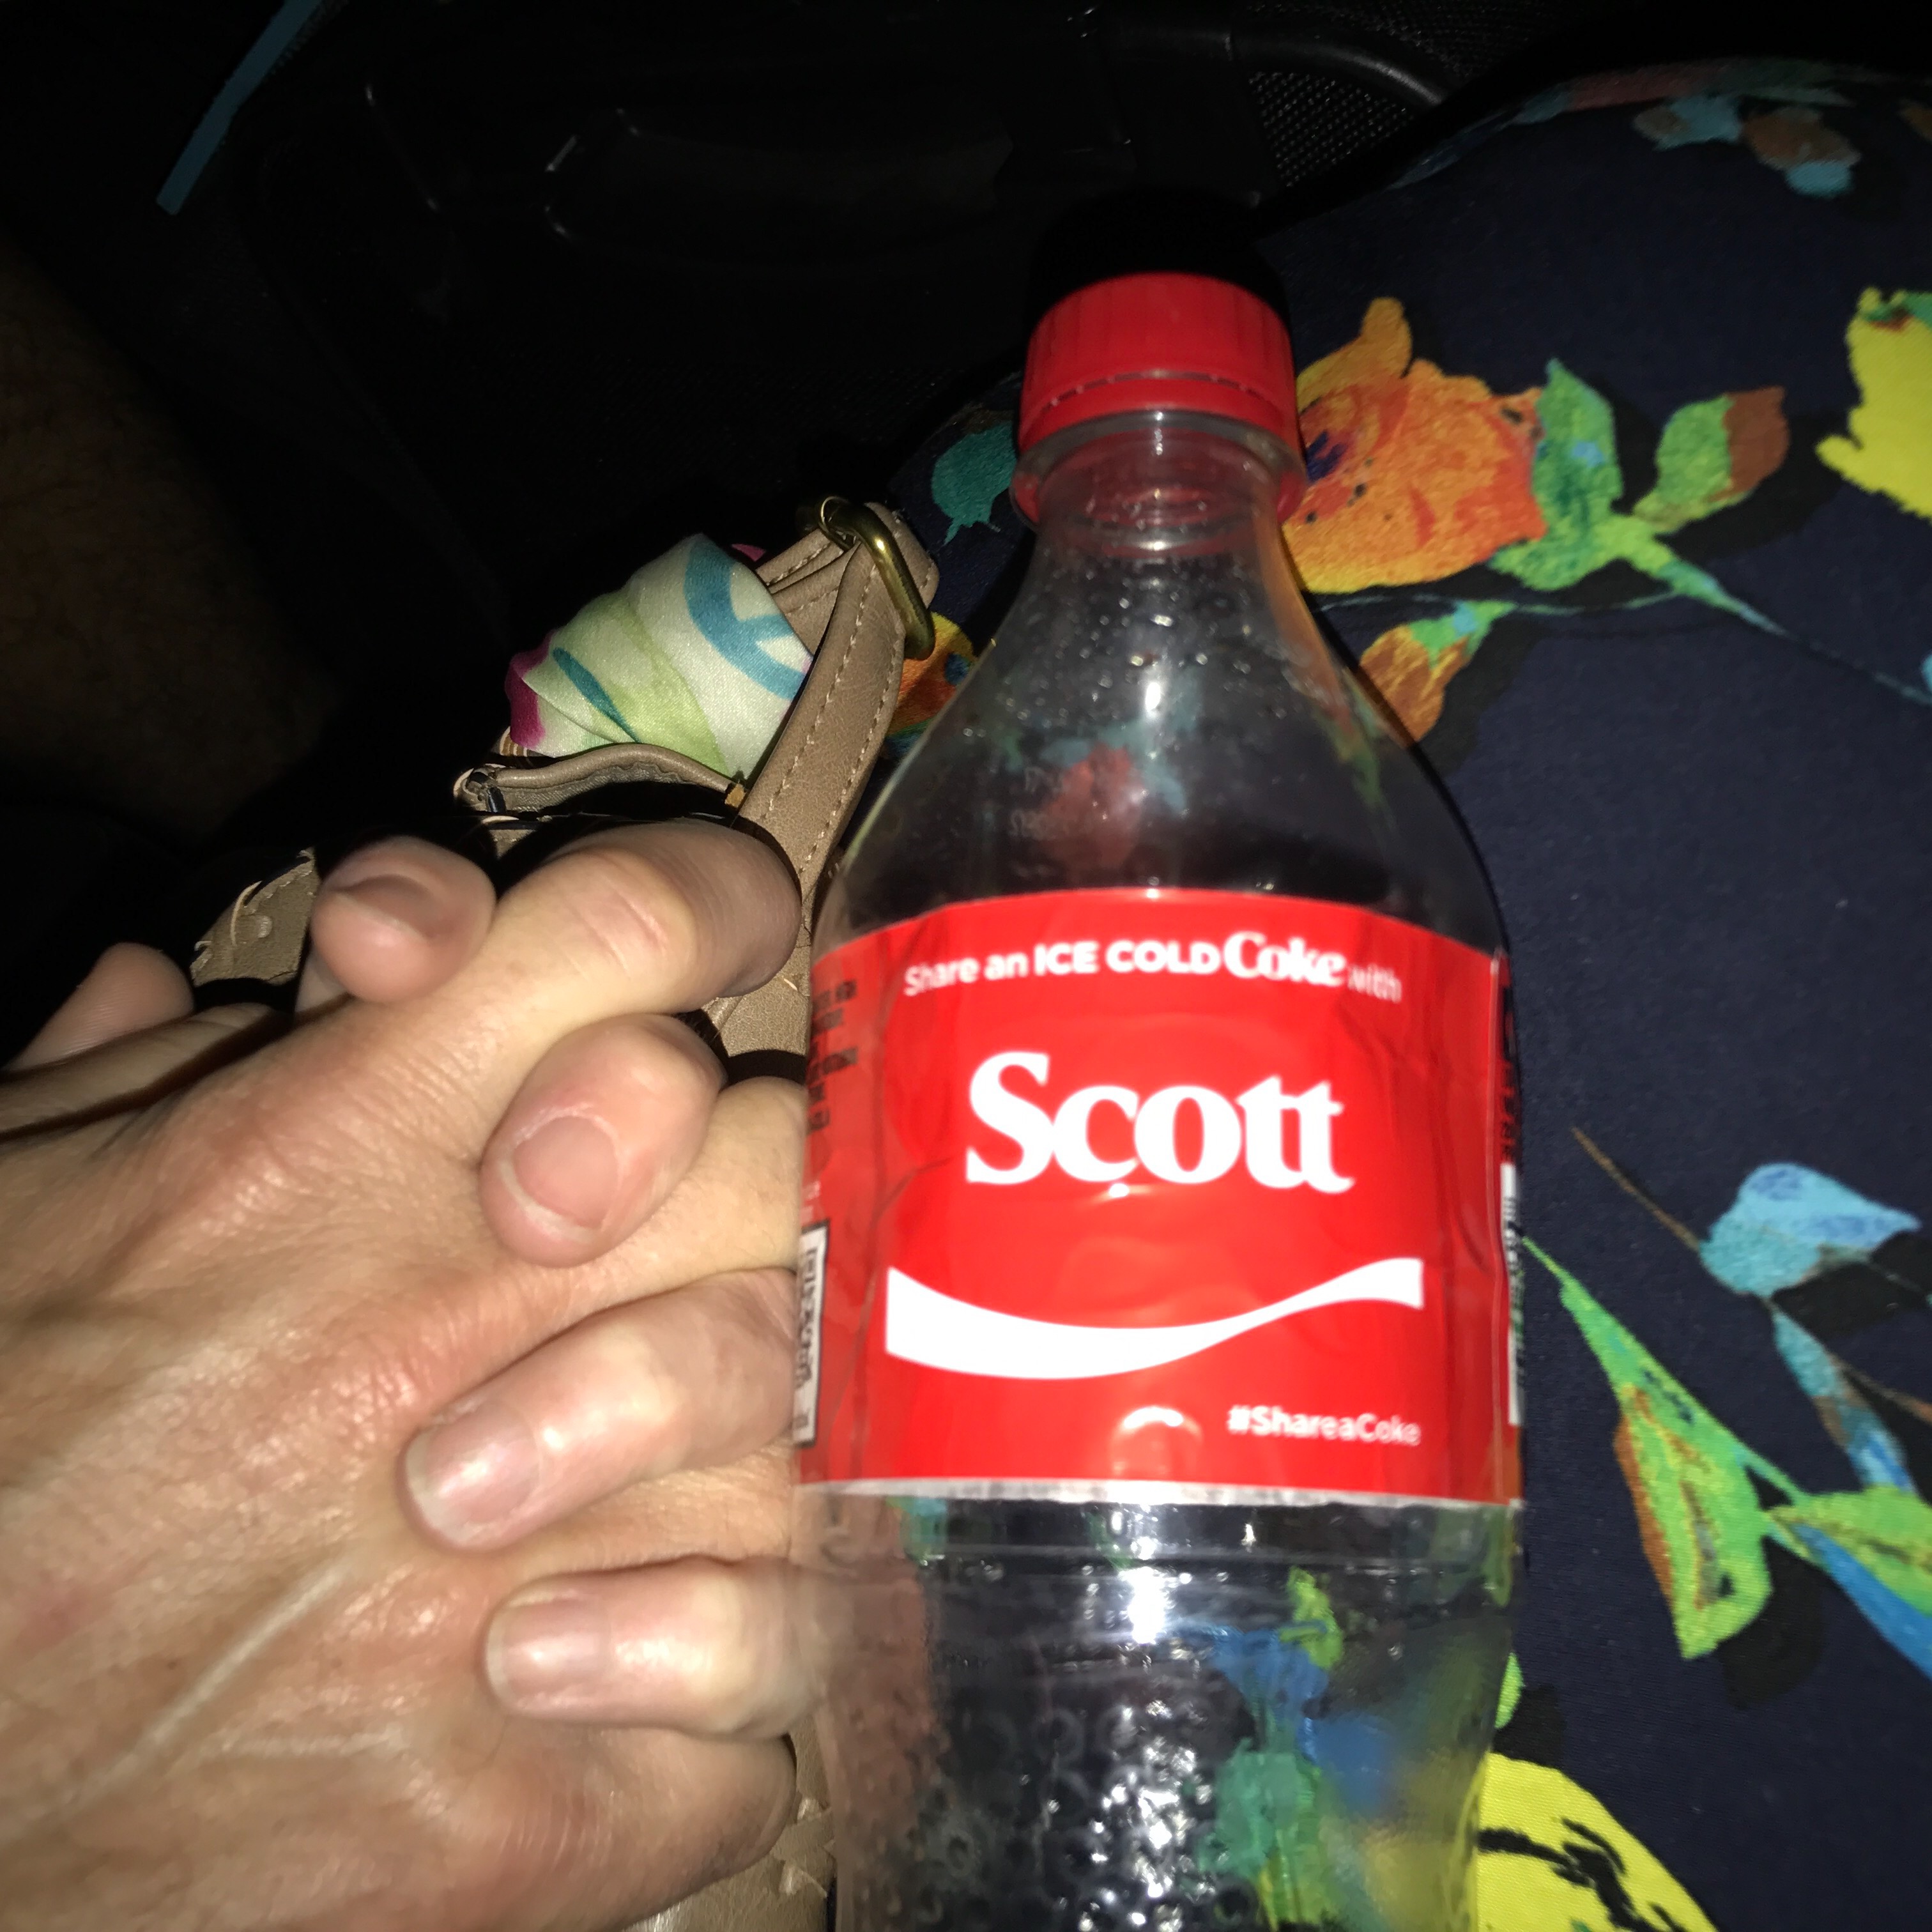 Share an ICE COLD Coke with
Scott
#ShareaCoke